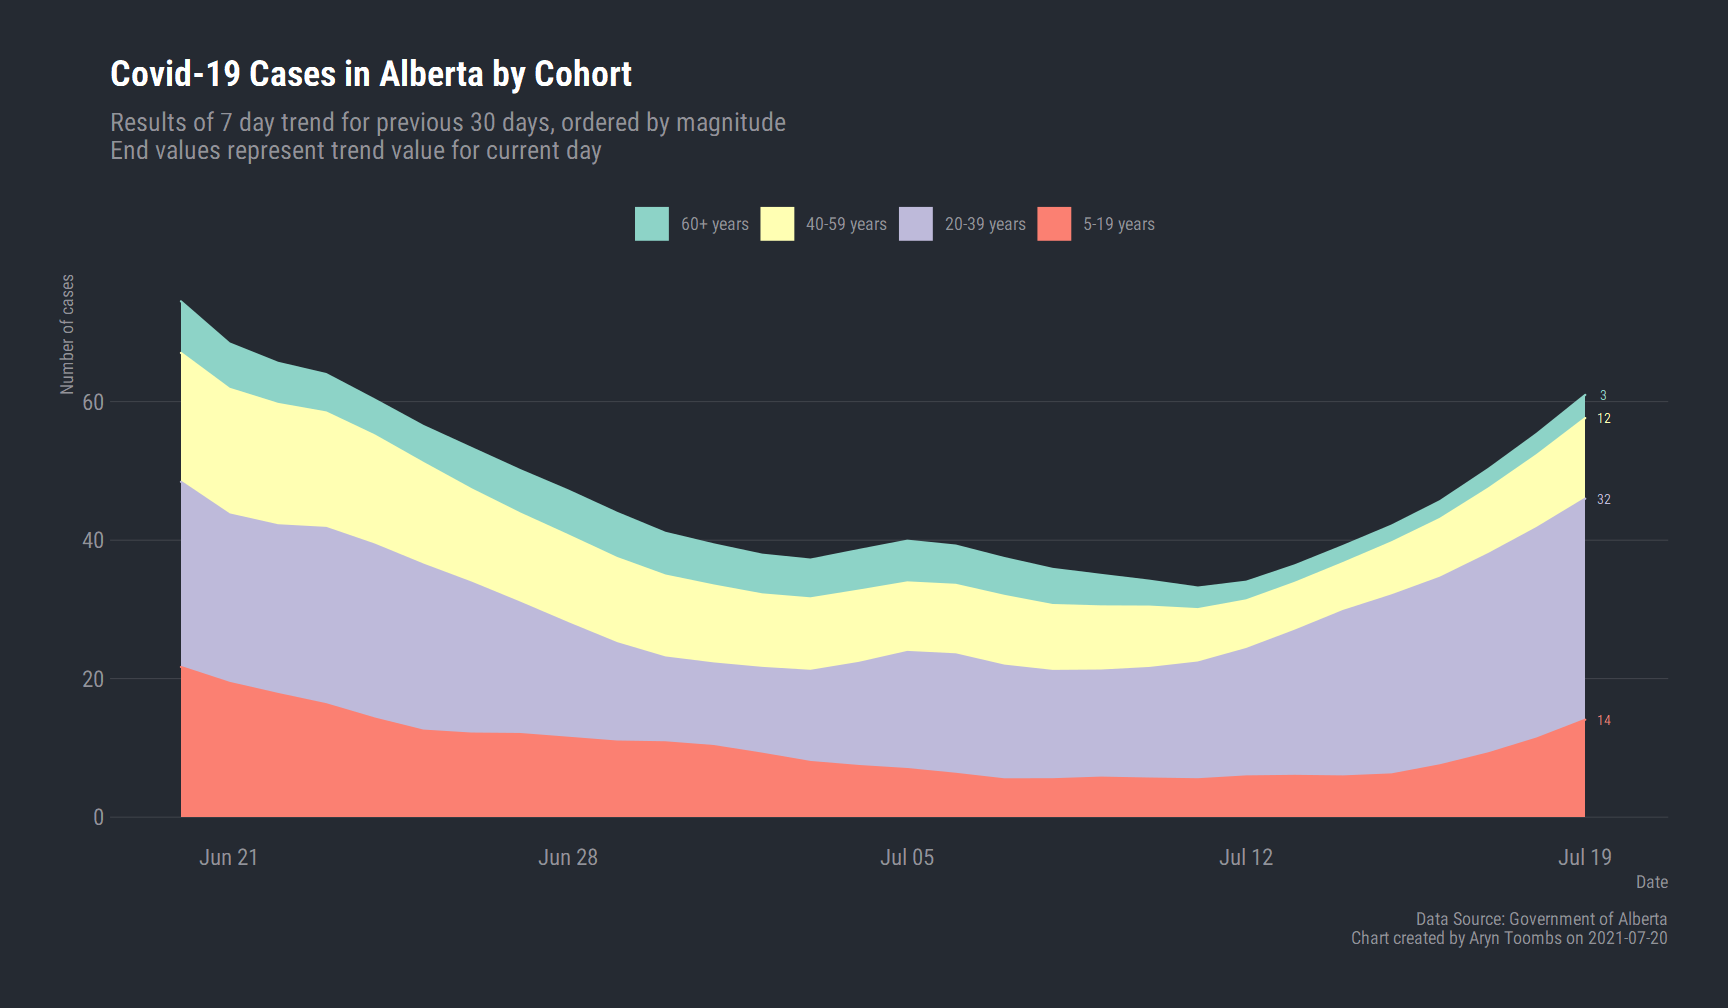 Covid-19 Cases in Alberta by Cohort
Results of 7 day trend for previous 30 days, ordered by magnitude
End values represent trend value for current day
60+ years
40-59 years
20-39 years
5-19 years
Number of cases
60
40
20
0
3
12
32
14
Jun 21
Jun 28
Jul 05
Jul 12
Jul 19
Date
Data Source: Government of Alberta
Chart created by Aryn Toombs on 2021-07-20